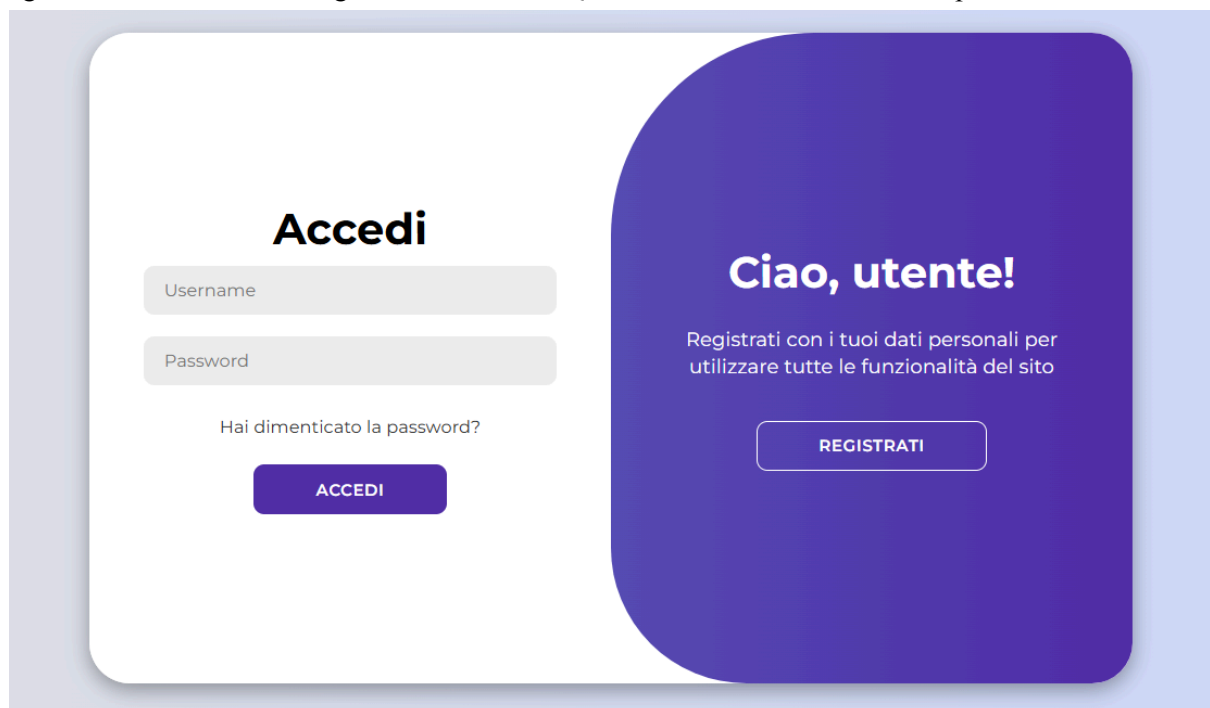 Accedi
Username
Password
Hai dimenticato la password?
ACCEDI
Ciao, utente!
Registrati con i tuoi dati personali per
utilizzare tutte le funzionalità del sito
REGISTRATI